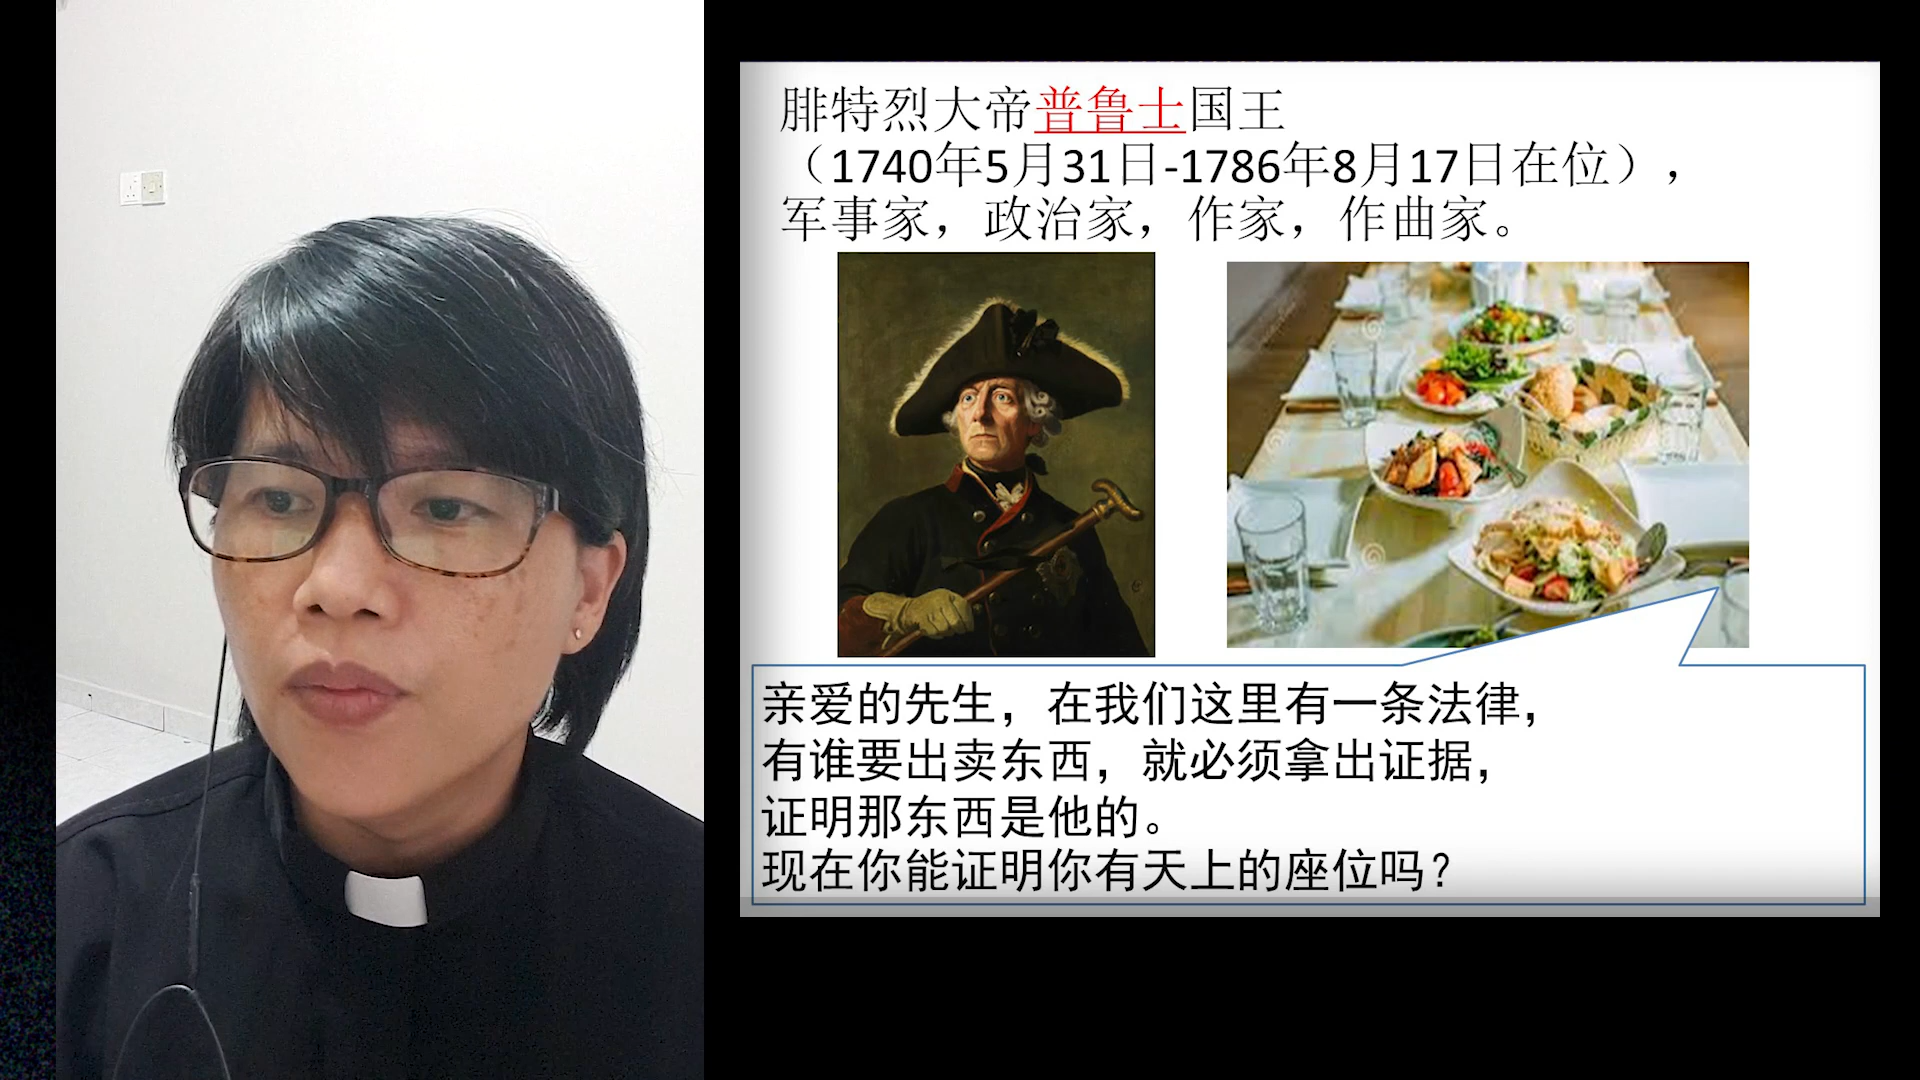 腓特烈大帝普鲁士国王
（1740年5月31日-1786年8月17日在位），
军事家，政治家，作家，作曲家。
亲爱的先生，在我们这里有一条法律，
有谁要出卖东西，就必须拿出证据，
证明那东西是他的。
现在你能证明你有天上的座位吗？